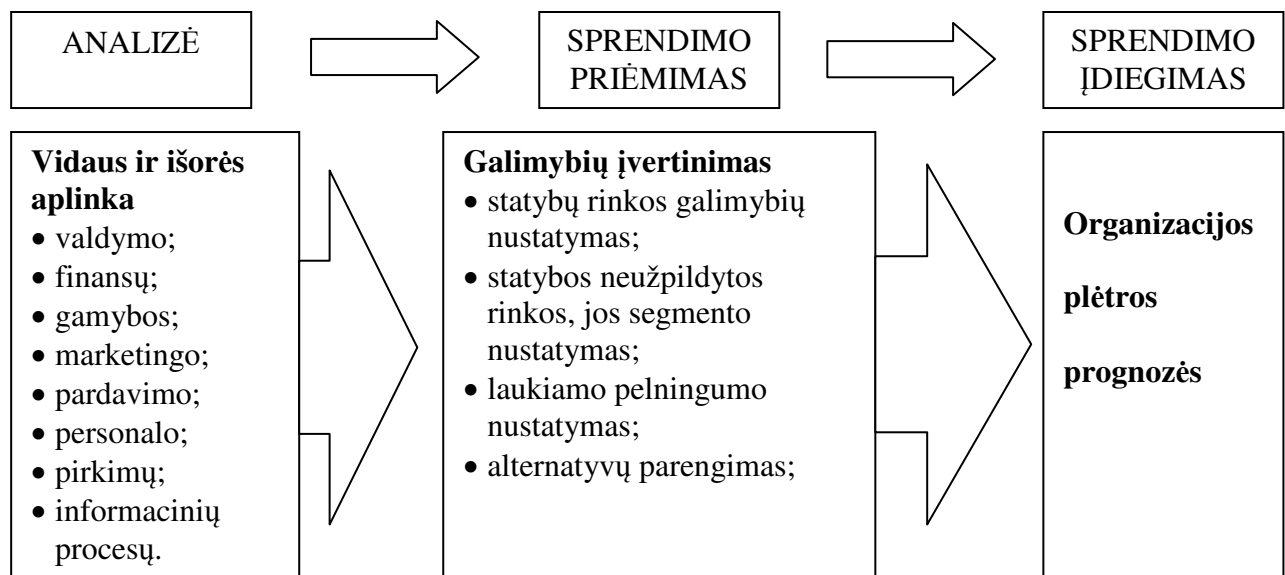 ANALIZĖ
SPRENDIMO
PRIĖMIMAS
SPRENDIMO
ĮDIEGIMAS
Vidaus ir išorės
aplinka
• valdymo;
• finansų;
• gamybos;
• marketingo;
• pardavimo;
• personalo;
• pirkimų;
• informacinių
procesų.
Galimybių įvertinimas
• statybų rinkos galimybių
nustatymas;
• statybos neužpildytos
rinkos, jos segmento
nustatymas;
• laukiamo pelningumo
nustatymas;
• alternatyvų parengimas;
Organizacijos
plėtros
prognozės